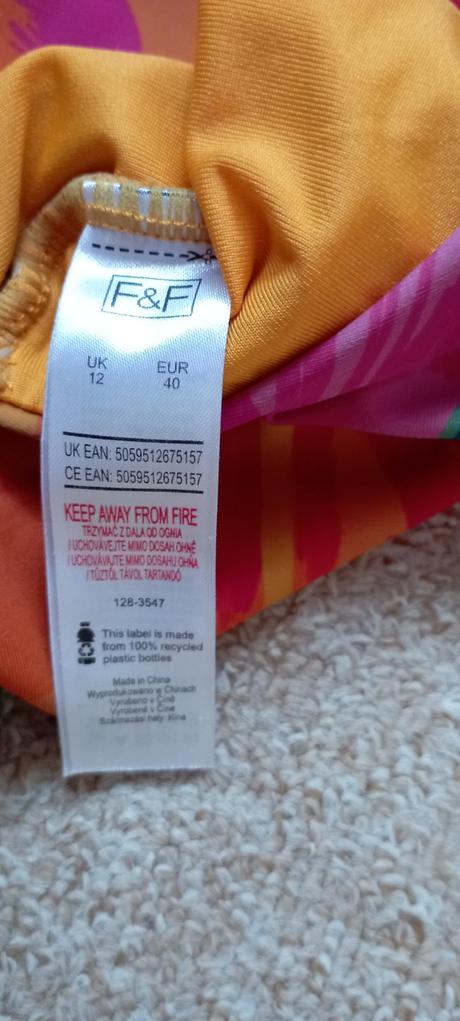 F&F
UK EUR
12 40
UK EAN: 5059512675157
CE EAN: 5059512675157
KEEP AWAY FROM FIRE
TRZYMAĆ Z DALA OD OGNIA
/ UCHOVÁVEJTE MIMO DOSAH OHNĚ
/ UCHOVÁVAJTE MIMO DOSAHU OHŇA
/ TŰZTŐL TÁVOL TARTANDÓ
128-3547
This label is made
from 100% recycled
plastic bottles
Made in China
Wyprodukowano w Chinach
Vyrobeno v Číně
Vyrobené v Číne
Származási hely: Kína